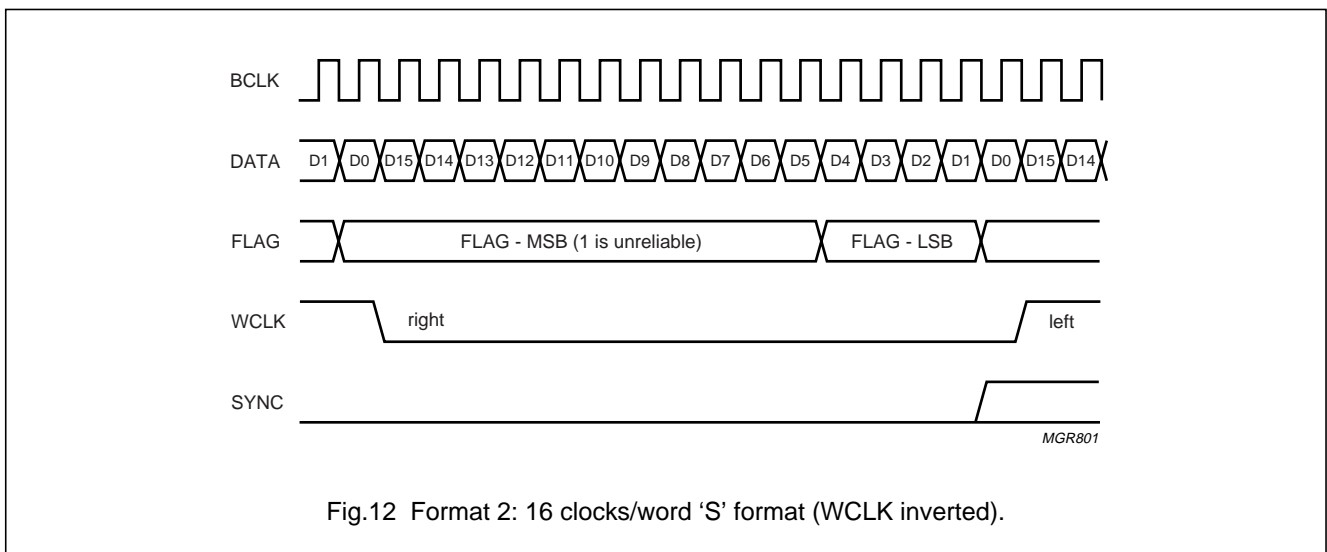 BCLK
DATA D1 D0 D15 D14 D13 D12 D11 D10 D9 D8 D7 D6 D5 D4 D3 D2 D1 D0 D15 D14
FLAG FLAG - MSB (1 is unreliable) FLAG - LSB
WCLK right left
SYNC
MGR801
Fig.12 Format 2: 16 clocks/word ‘S’ format (WCLK inverted).